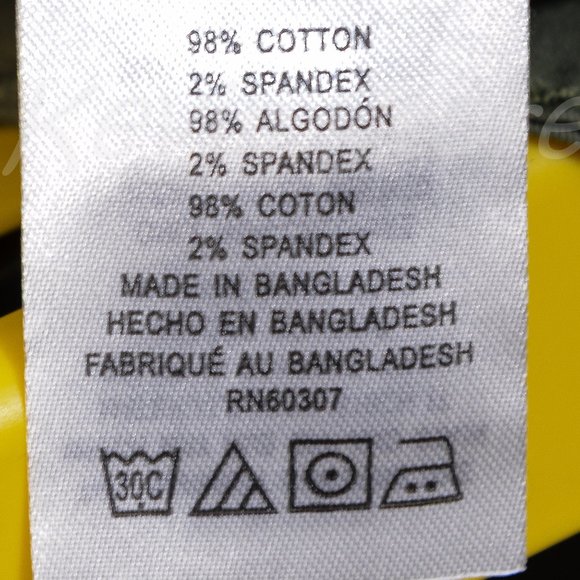 98% COTTON
2% SPANDEX
98% ALGODÓN
2% SPANDEX
98% COTON
2% SPANDEX
MADE IN BANGLADESH
HECHO EN BANGLADESH
FABRIQUÉ AU BANGLADESH
RN60307
30C